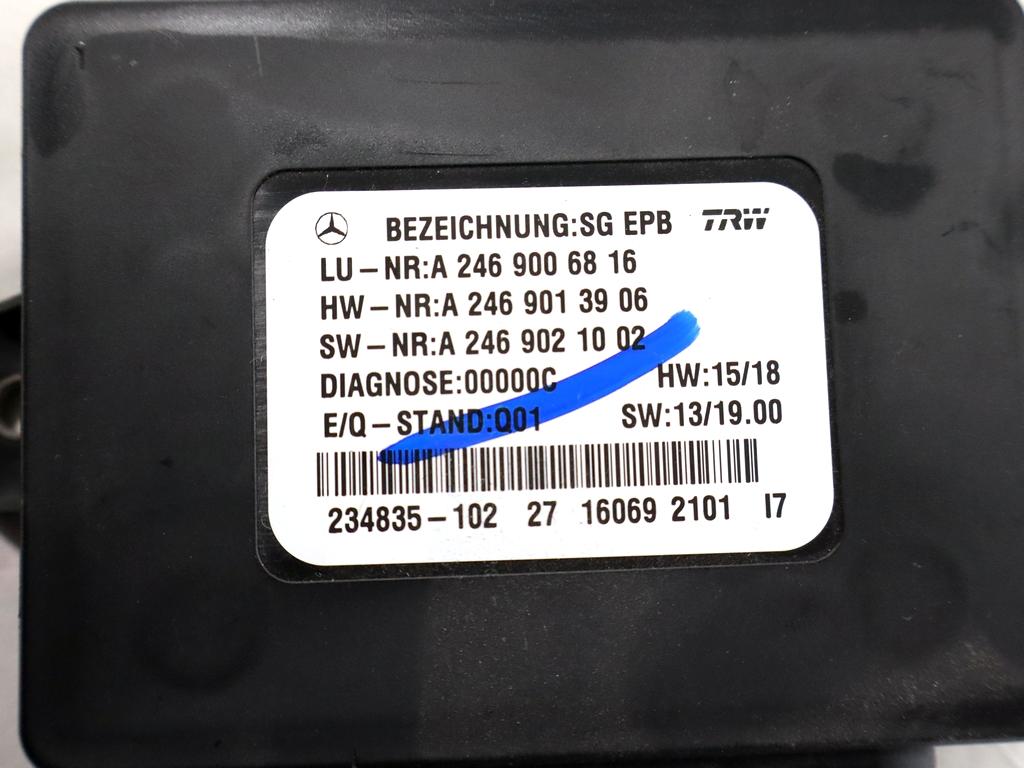 BEZEICHNUNG:SG EPB TRW
LU-NR:A 246 900 68 16
HW-NR:A 246 901 39 06
SW-NR:A 246 902 10 02
DIAGNOSE:00000C HW:15/18
E/Q-STAND:Q01 SW:13/19.00
234835-102 27 16069 2101 I7